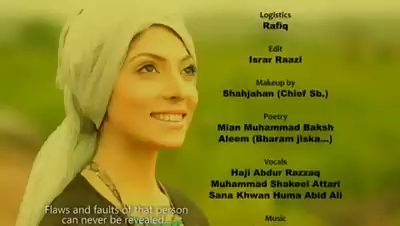 Logistics
Rafiq
Edit
Israr Raazi
Makeup by
Shahjahan (Chief Sb.)
Poetry
Mian Muhammad Baksh
Aleem (Bharam jiska...)
Vocals
Haji Abdur Razzaq
Muhammad Shakeel Attari
Sana Khwan Huma Abid Ali
Music
Flaws and faults of that person
can never be revealed